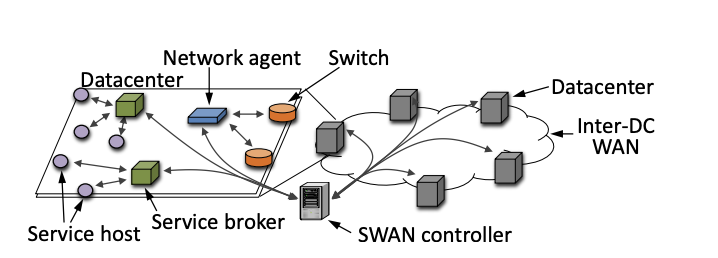 Network agent
Switch
Datacenter
Datacenter
Inter-DC
WAN
Service host
Service broker
SWAN controller